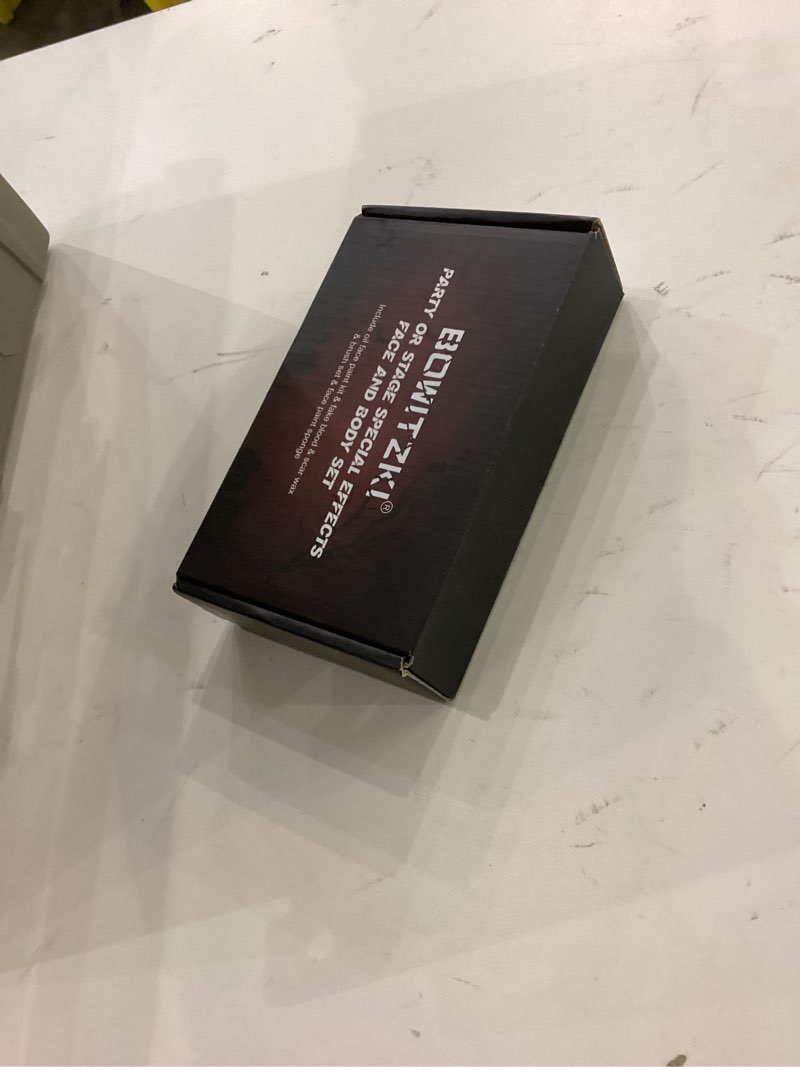 BOWITZKI®
PARTY OR STAGE SPECIAL EFFECTS
FACE AND BODY SET
Include oil face paint kit & fake blood & scar wax
& brush set & face paint sponge